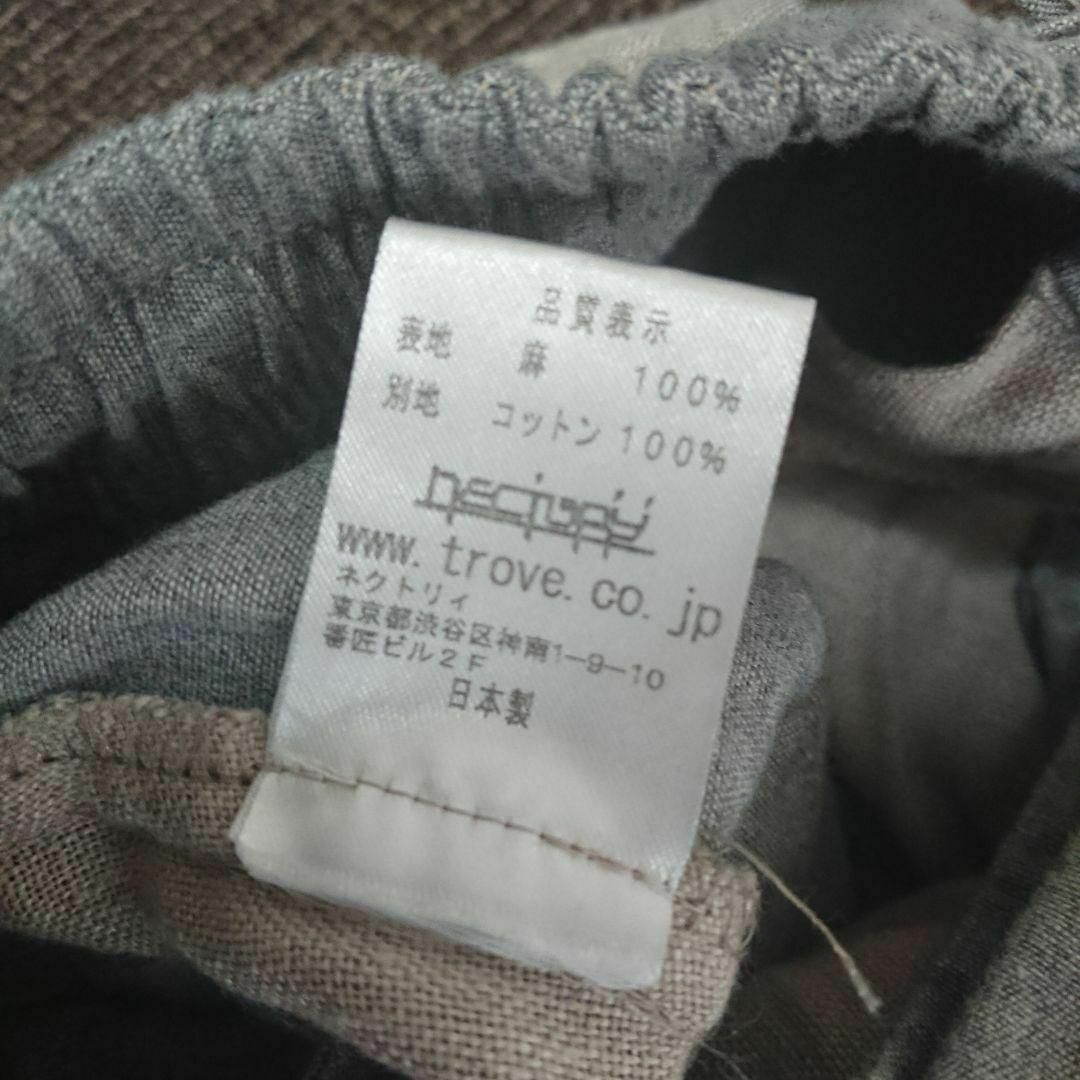 品質表示
表地 麻 100%
別地 コットン 100%
www.trove.co.jp
ネクトリィ
東京都渋谷区神南1-9-10
番匠ビル2F
日本製